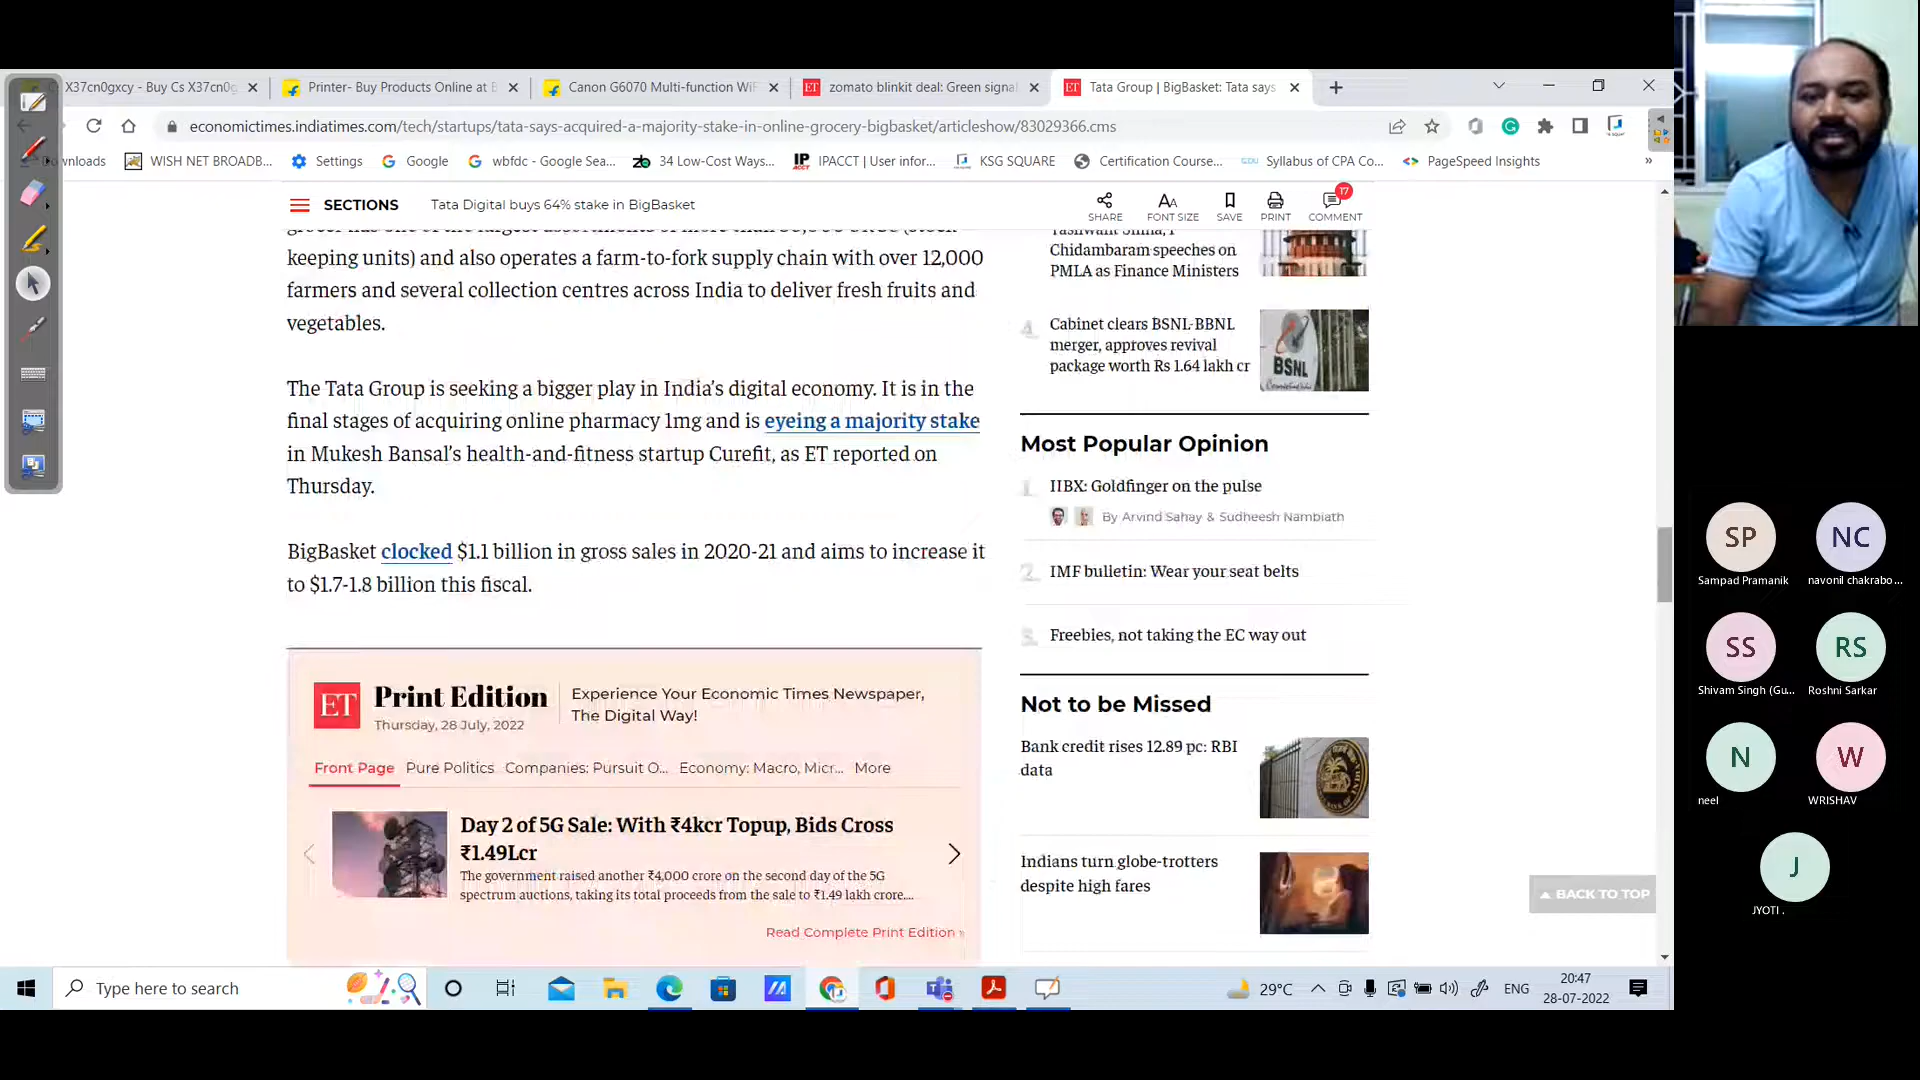 X37cn0gxcy - Buy Cs X37cn0g
Printer- Buy Products Online at B
Canon G6070 Multi-function WiF
zomato blinkit deal: Green signal
Tata Group | BigBasket: Tata says
economictimes.indiatimes.com/tech/startups/tata-says-acquired-a-majority-stake-in-online-grocery-bigbasket/articleshow/83029366.cms
ownloads
WISH NET BROADB...
Settings
Google
wbfdc - Google Sea...
34 Low-Cost Ways...
IPACCT | User infor...
KSG SQUARE
Certification Course...
Syllabus of CPA Co...
PageSpeed Insights
SECTIONS
Tata Digital buys 64% stake in BigBasket
SHARE
FONT SIZE
SAVE
PRINT
17
COMMENT
keeping units) and also operates a farm-to-fork supply chain with over 12,000
farmers and several collection centres across India to deliver fresh fruits and
vegetables.
The Tata Group is seeking a bigger play in India's digital economy. It is in the
final stages of acquiring online pharmacy 1mg and is eyeing a majority stake
in Mukesh Bansal's health-and-fitness startup Curefit, as ET reported on
Thursday.
BigBasket clocked $1.1 billion in gross sales in 2020-21 and aims to increase it
to $1.7-1.8 billion this fiscal.
ET
Print Edition
Thursday, 28 July, 2022
Experience Your Economic Times Newspaper,
The Digital Way!
Front Page
Pure Politics
Companies: Pursuit O...
Economy: Macro, Micr...
More
Day 2 of 5G Sale: With ₹4kcr Topup, Bids Cross
₹1.49Lcr
The government raised another ₹4,000 crore on the second day of the 5G
spectrum auctions, taking its total proceeds from the sale to ₹1.49 lakh crore....
Read Complete Print Edition »
Chidambaram speeches on
PMLA as Finance Ministers
4.
Cabinet clears BSNL-BBNL
merger, approves revival
package worth Rs 1.64 lakh cr
BSNL
Most Popular Opinion
1.
IIBX: Goldfinger on the pulse
By Arvind Sahay & Sudheesh Nambiath
2.
IMF bulletin: Wear your seat belts
3.
Freebies, not taking the EC way out
Not to be Missed
Bank credit rises 12.89 pc: RBI
data
Indians turn globe-trotters
despite high fares
BACK TO TOP
SP
Sampad Pramanik
NC
navonil chakrabo...
SS
Shivam Singh (Gu...
RS
Roshni Sarkar
N
neel
W
WRISHAV
J
JYOTI .
Type here to search
29°C
ENG
20:47
28-07-2022